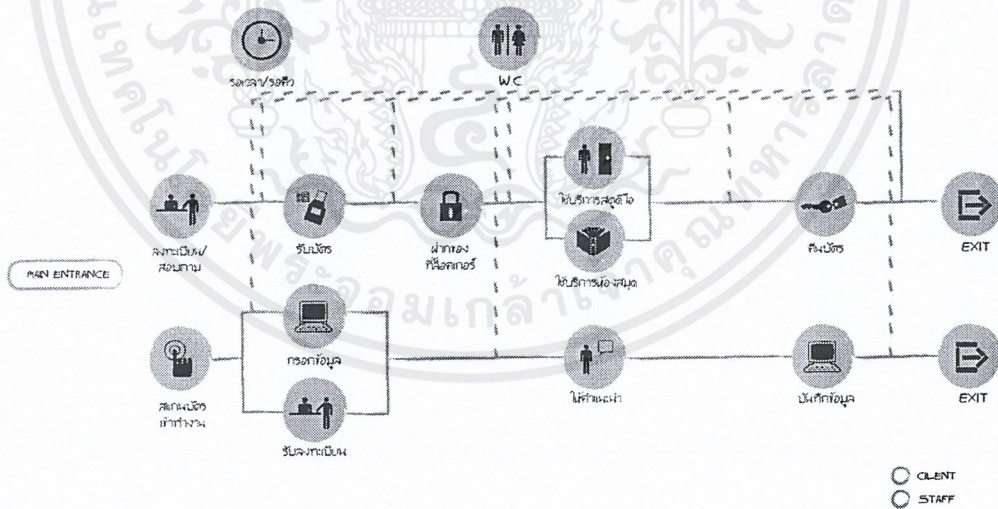 รอเวลา/รอคิว
WC
ลงทะเบียน/
สอบถาม
รับบัตร
ฝากของ
ที่ล็อคเกอร์
ใช้บริการสตูดิโอ
ใช้บริการห้องสมุด
คืนบัตร
EXIT
MAIN ENTRANCE
สแกนบัตร
เข้าทำงาน
กรอกข้อมูล
รับลงทะเบียน
ให้คำแนะนำ
บันทึกข้อมูล
EXIT
CLIENT
STAFF